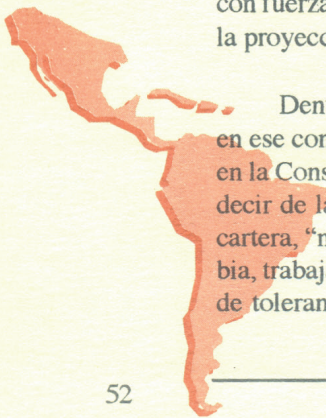 con fuerza
la proyecc
Den
en ese con
en la Cons
decir de la
cartera, “n
bia, trabaj
de toleran
52